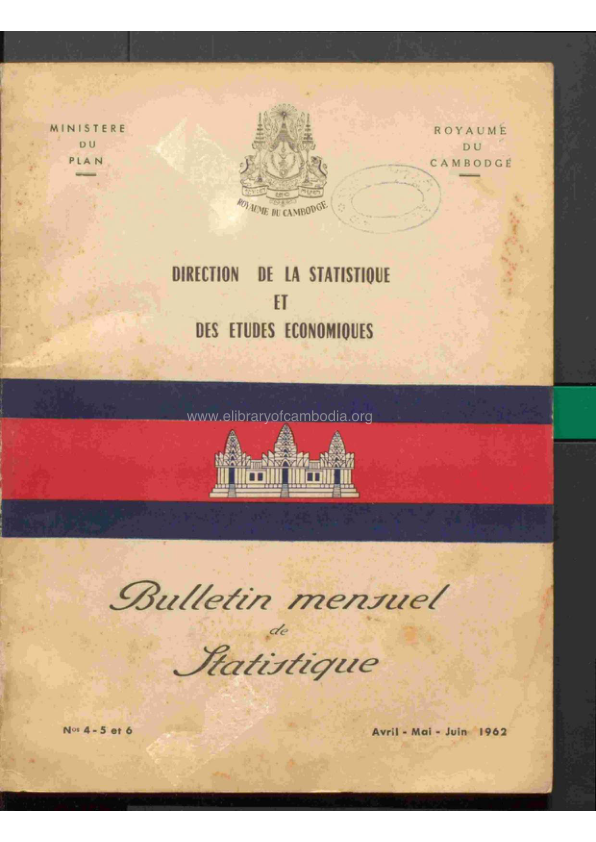 MINISTERE
DU
PLAN
ROYAUME
DU
CAMBODGE
ROYAUME DU CAMBODGE
DIRECTION DE LA STATISTIQUE
ET
DES ETUDES ECONOMIQUES
www.elibraryofcambodia.org
Bulletin mensuel
de
Statistique
Nos 4-5 et 6
Avril - Mai - Juin 1962